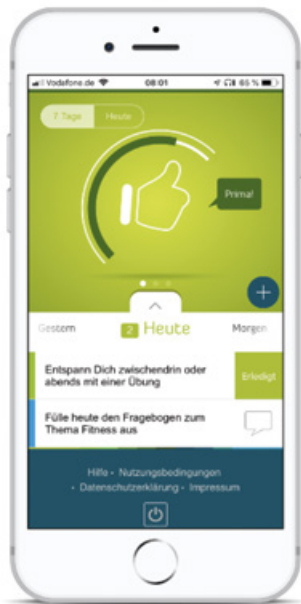 Vodafone.de 08:01 65 %
7 Tage Heute
Prima!
+
Gestern 2 Heute Morgen
Entspann Dich zwischendrin oder
abends mit einer Übung
Erledigt
Fülle heute den Fragebogen zum
Thema Fitness aus
Hilfe • Nutzungsbedingungen
• Datenschutzerklärung • Impressum